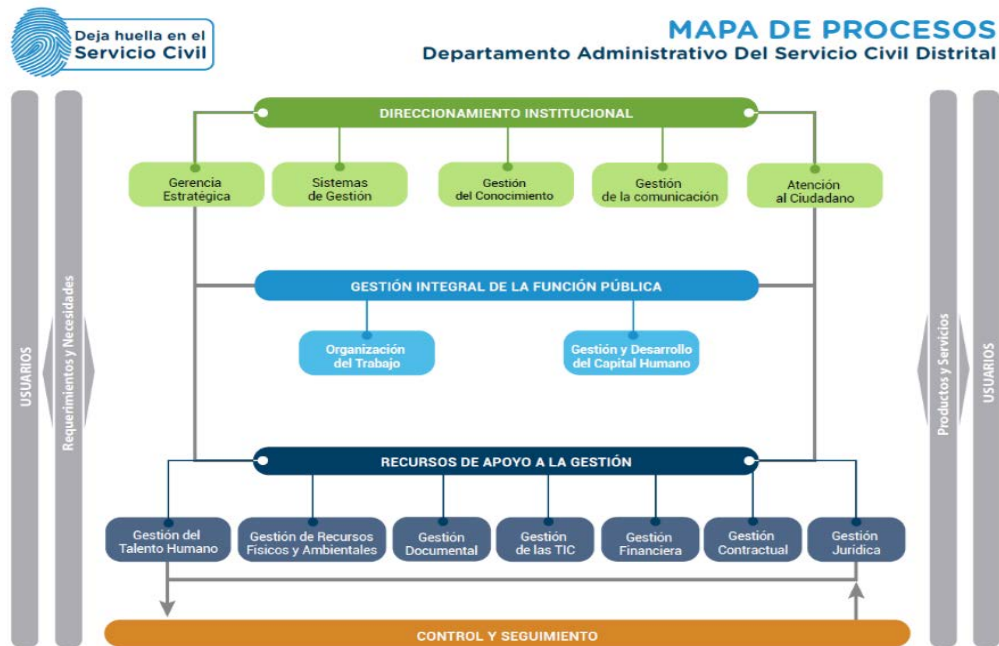 Deja huella en el
Servicio Civil
MAPA DE PROCESOS
Departamento Administrativo Del Servicio Civil Distrital
USUARIOS
Requerimientos y Necesidades
DIRECCIONAMIENTO INSTITUCIONAL
Gerencia
Estratégica
Sistemas
de Gestión
Gestión
del Conocimiento
Gestión
de la comunicación
Atención
al Ciudadano
GESTIÓN INTEGRAL DE LA FUNCIÓN PÚBLICA
Organización
del Trabajo
Gestión y Desarrollo
del Capital Humano
RECURSOS DE APOYO A LA GESTIÓN
Gestión del
Talento Humano
Gestión de Recursos
Físicos y Ambientales
Gestión
Documental
Gestión
de las TIC
Gestión
Financiera
Gestión
Contractual
Gestión
Jurídica
CONTROL Y SEGUIMIENTO
Productos y Servicios
USUARIOS